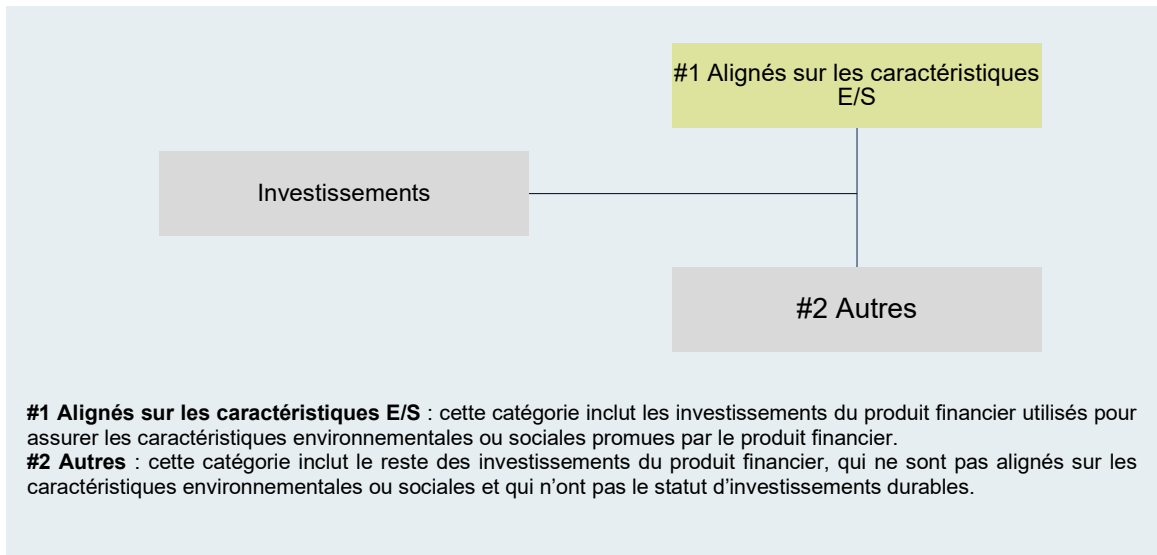 #1 Alignés sur les caractéristiques
E/S
Investissements
#2 Autres
#1 Alignés sur les caractéristiques E/S : cette catégorie inclut les investissements du produit financier utilisés pour
assurer les caractéristiques environnementales ou sociales promues par le produit financier.
#2 Autres : cette catégorie inclut le reste des investissements du produit financier, qui ne sont pas alignés sur les
caractéristiques environnementales ou sociales et qui n’ont pas le statut d’investissements durables.